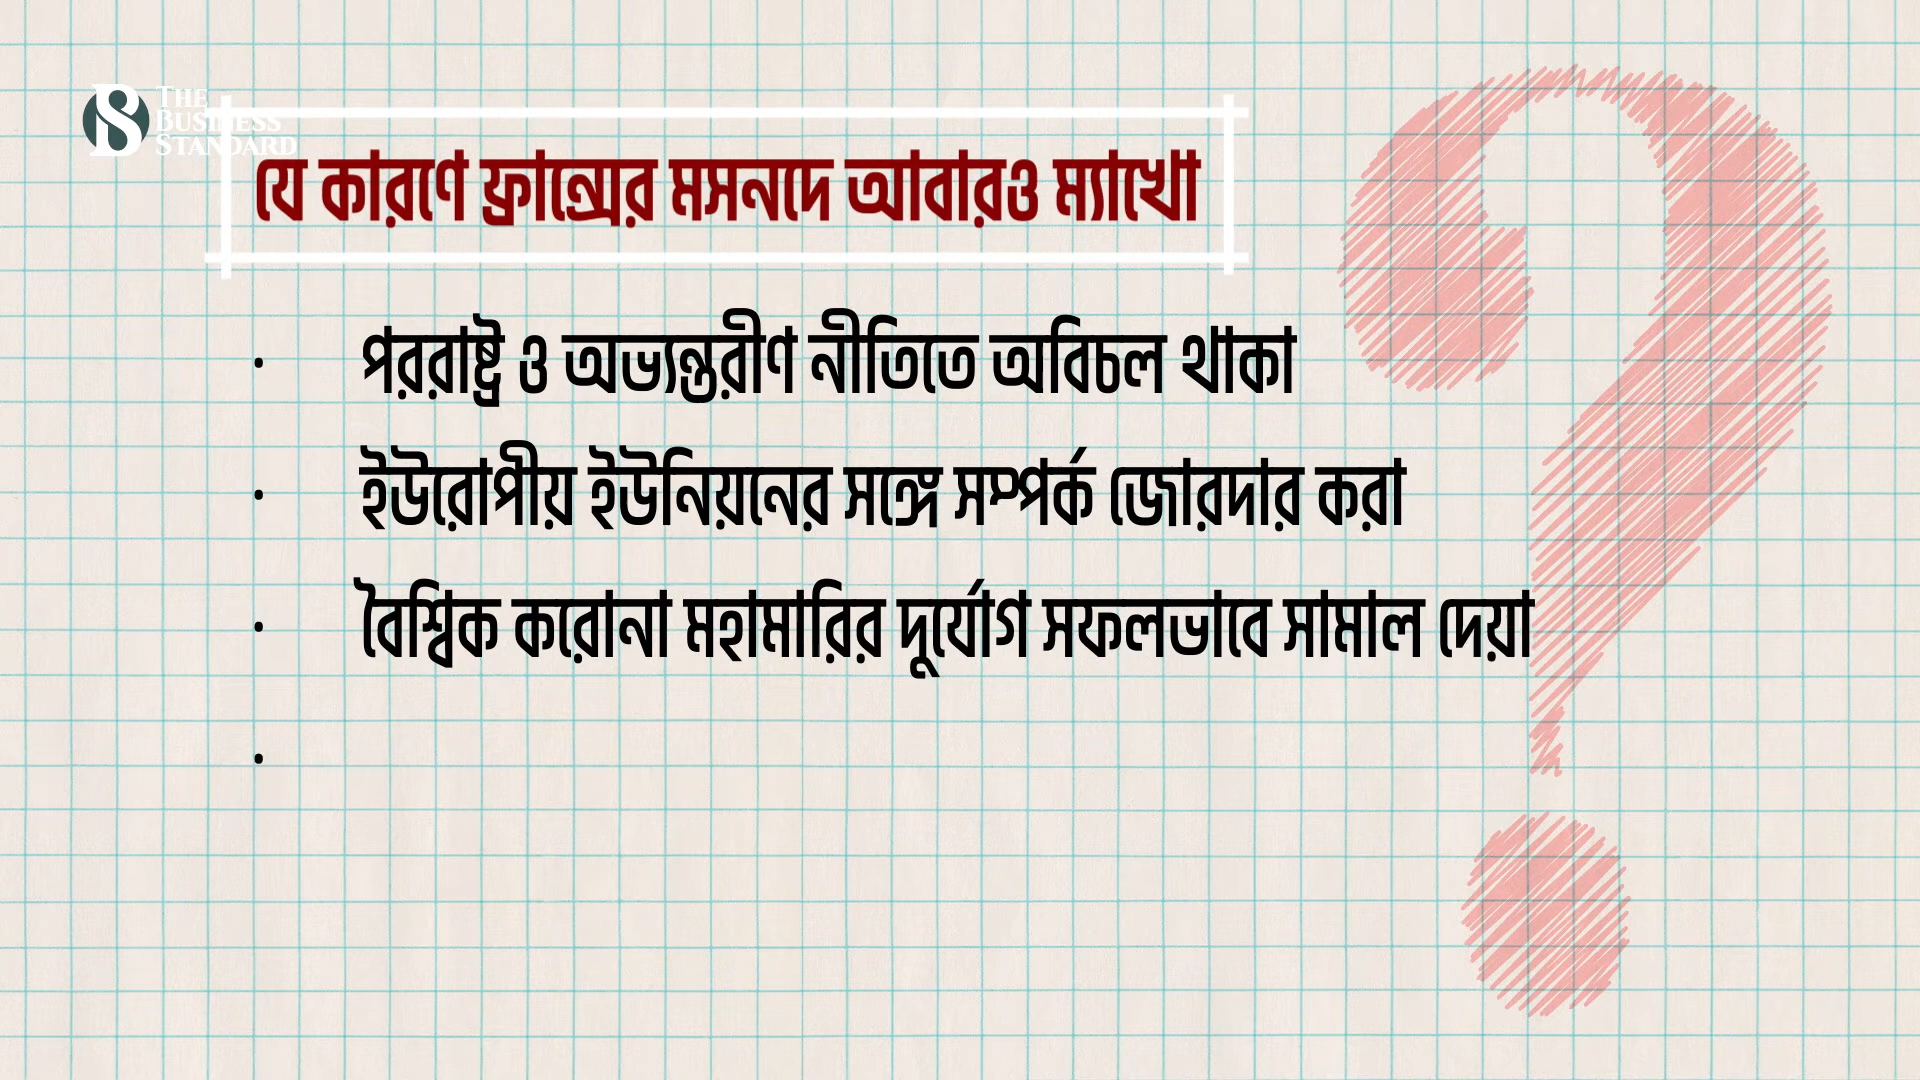 THE
BUSINESS
STANDARD
যে কারণে ফ্রান্সের মসনদে আবারও ম্যাখোঁ
· পররাষ্ট্র ও অভ্যন্তরীণ নীতিতে অবিচল থাকা
· ইউরোপীয় ইউনিয়নের সঙ্গে সম্পর্ক জোরদার করা
· বৈশ্বিক করোনা মহামারির দূর্যোগ সফলভাবে সামাল দেয়া
·